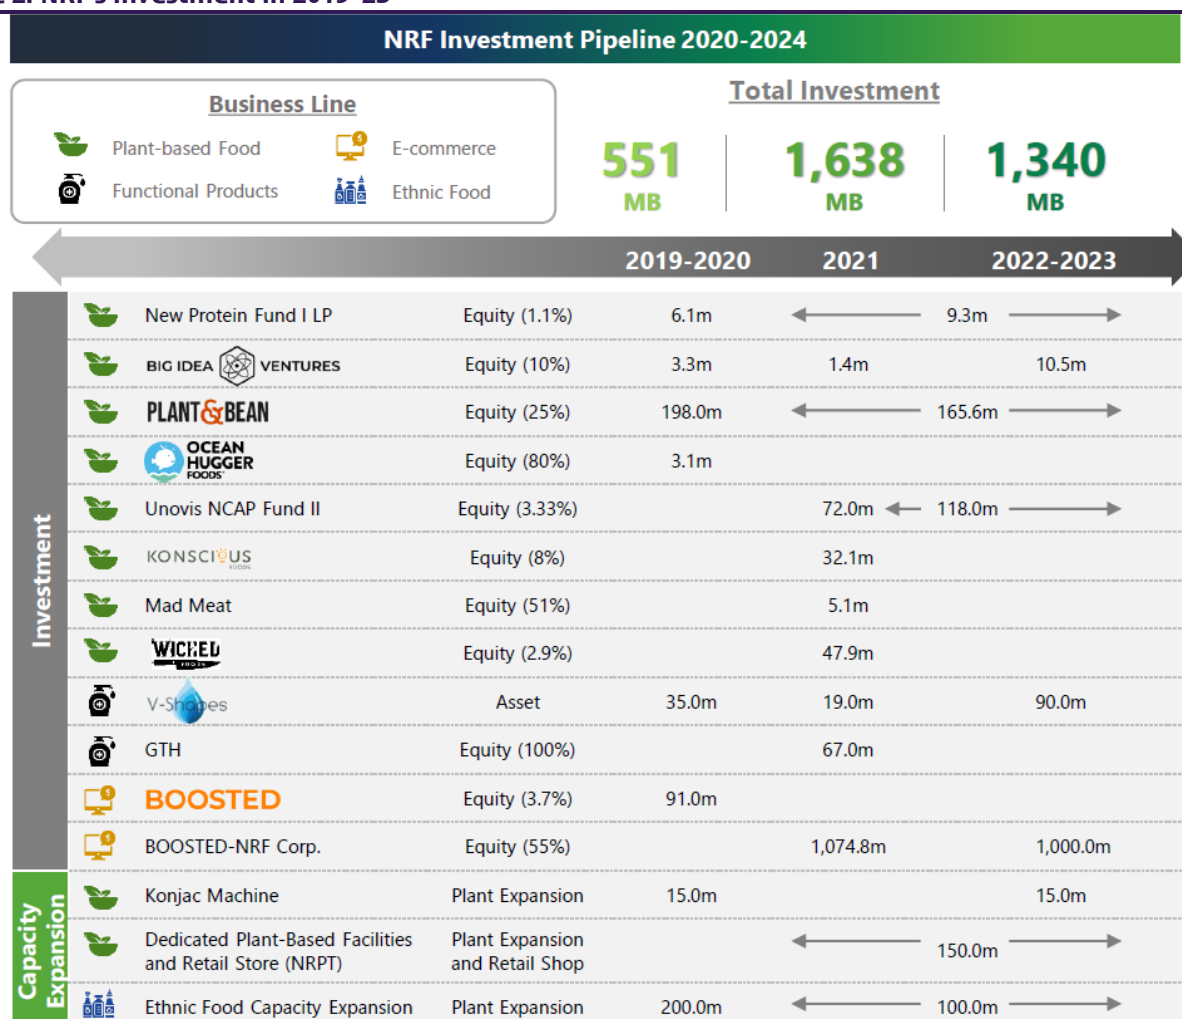 2. NRF's Investment in 2019-23
NRF Investment Pipeline 2020-2024
Business Line
Plant-based Food
E-commerce
Functional Products
Ethnic Food
Total Investment
551 1,638 1,340
MB MB MB
2019-2020 2021 2022-2023
Investment
New Protein Fund I LP Equity (1.1%) 6.1m 9.3m
BIG IDEA VENTURES Equity (10%) 3.3m 1.4m 10.5m
PLANT&BEAN Equity (25%) 198.0m 165.6m
OCEAN
HUGGER
FOODS Equity (80%) 3.1m
Unovis NCAP Fund II Equity (3.33%) 72.0m 118.0m
KONSCIOUS
FOODS Equity (8%) 32.1m
Mad Meat Equity (51%) 5.1m
WICKED
FOODS Equity (2.9%) 47.9m
V-Shapes Asset 35.0m 19.0m 90.0m
GTH Equity (100%) 67.0m
BOOSTED Equity (3.7%) 91.0m
BOOSTED-NRF Corp. Equity (55%) 1,074.8m 1,000.0m
Capacity
Expansion
Konjac Machine Plant Expansion 15.0m 15.0m
Dedicated Plant-Based Facilities Plant Expansion
and Retail Store (NRPT) and Retail Shop 150.0m
Ethnic Food Capacity Expansion Plant Expansion 200.0m 100.0m